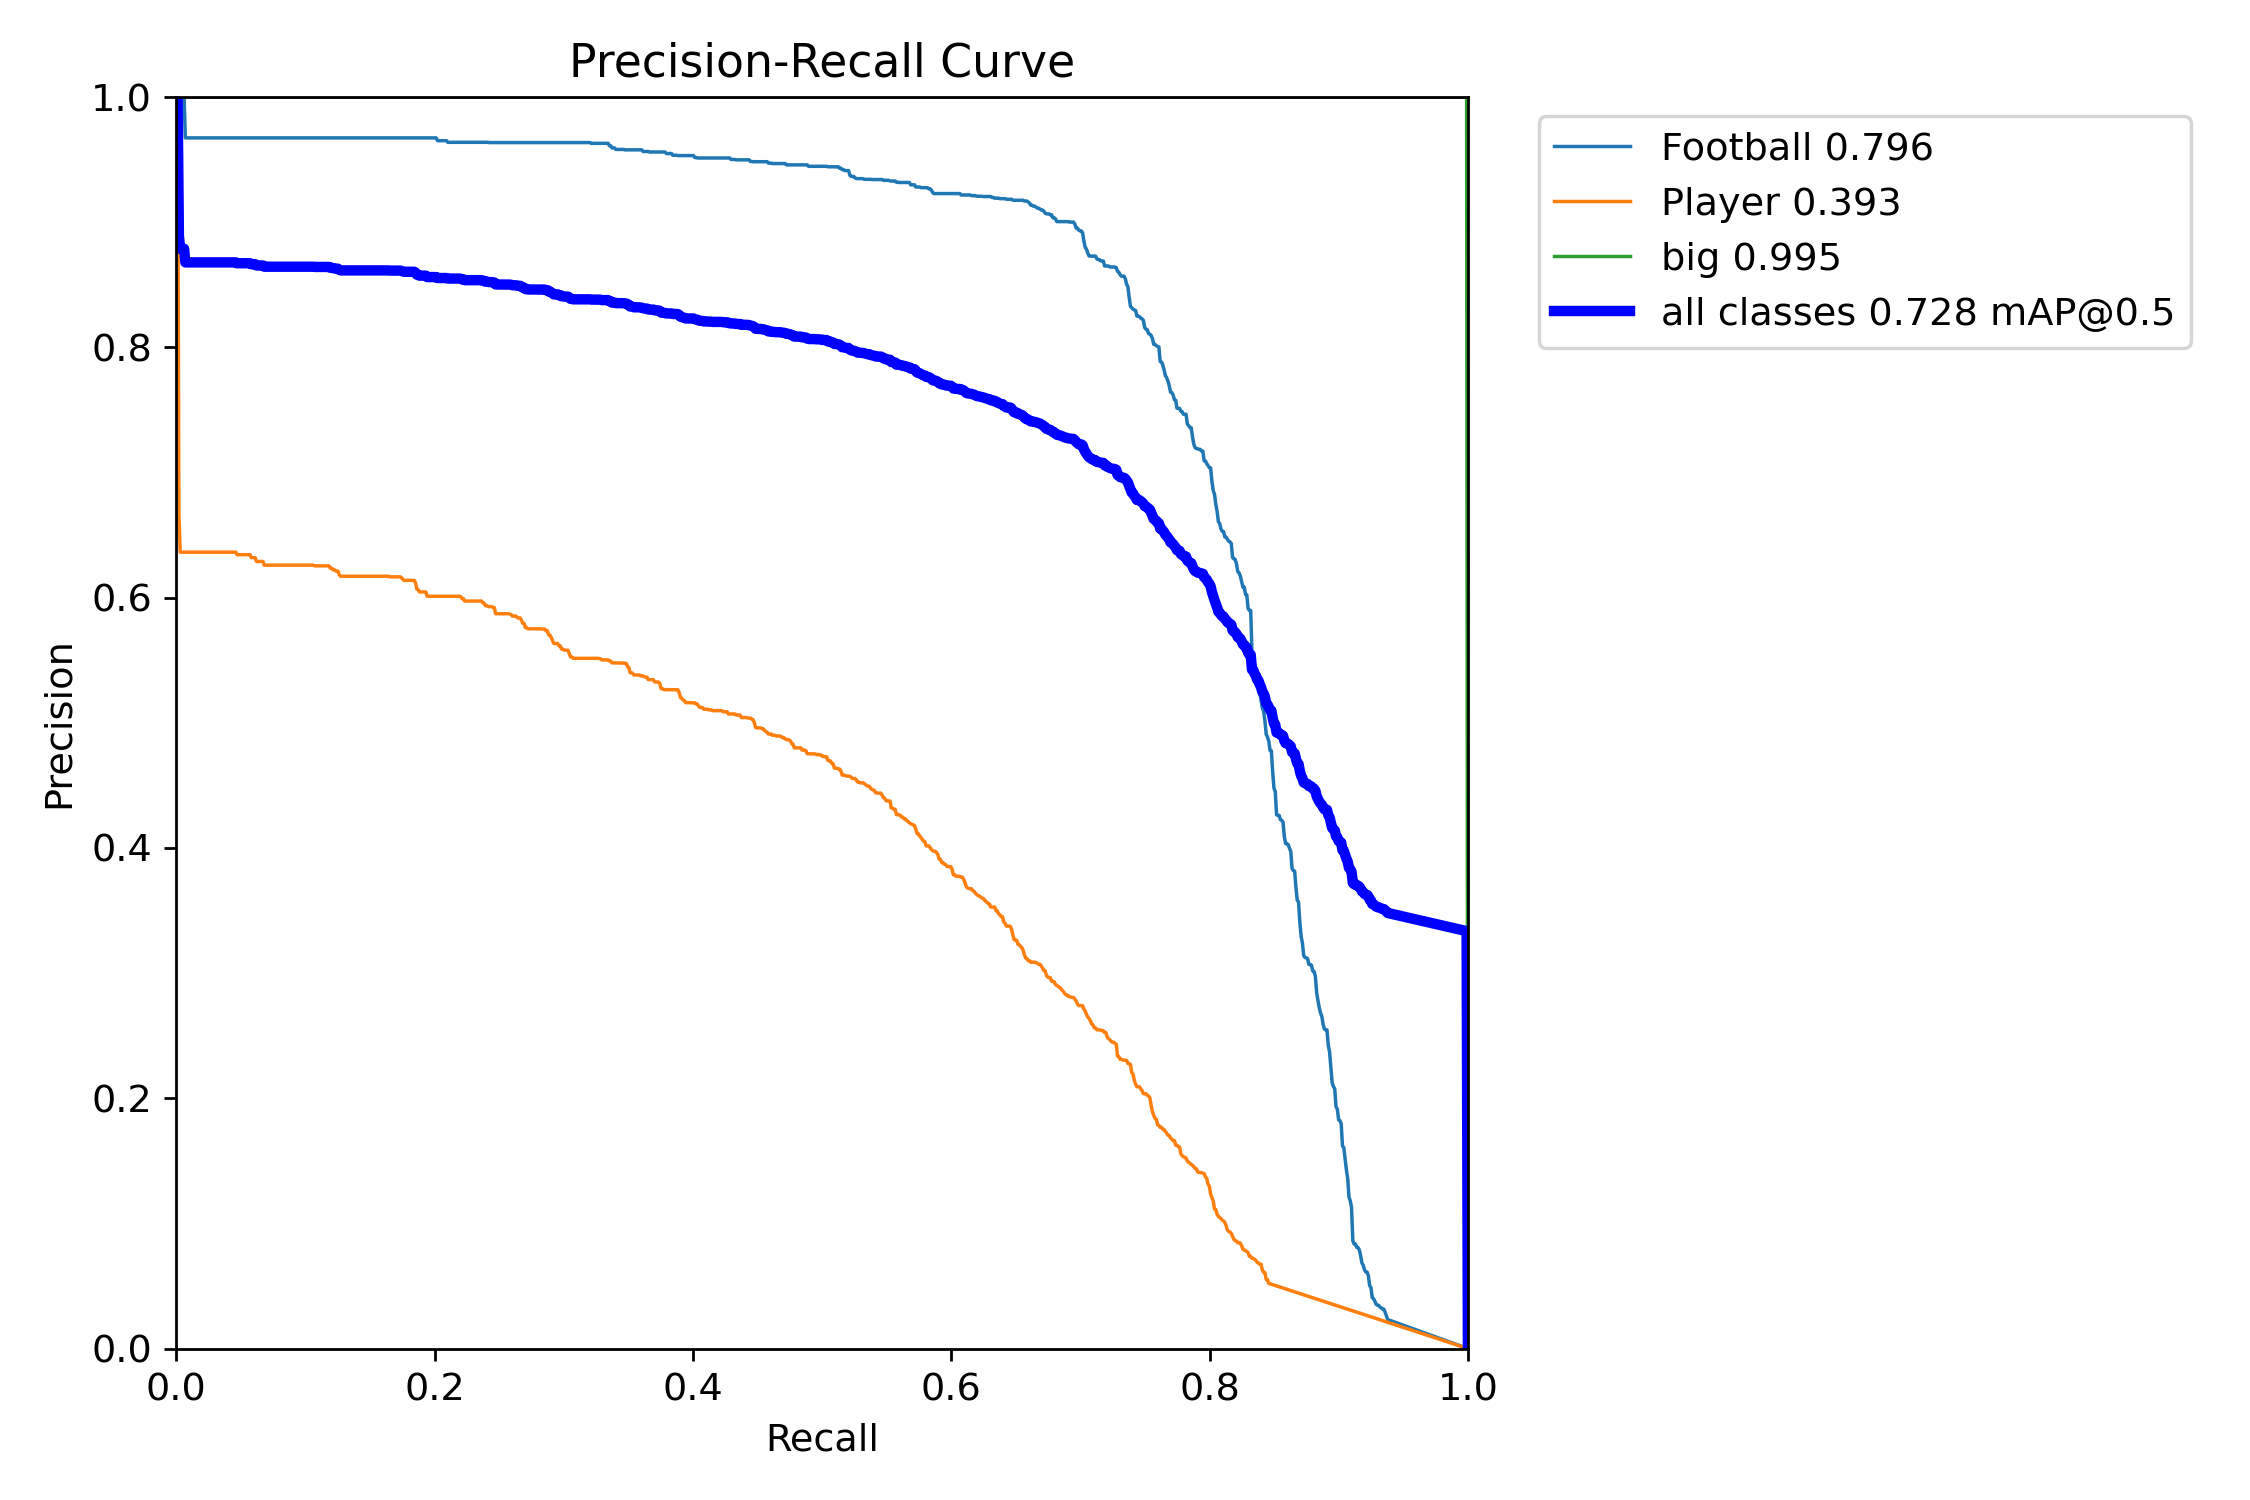 Precision-Recall Curve
1.0
0.8
0.6
0.4
0.2
0.0
Precision
0.0 0.2 0.4 0.6 0.8 1.0
Recall
Football 0.796
Player 0.393
big 0.995
all classes 0.728 mAP@0.5